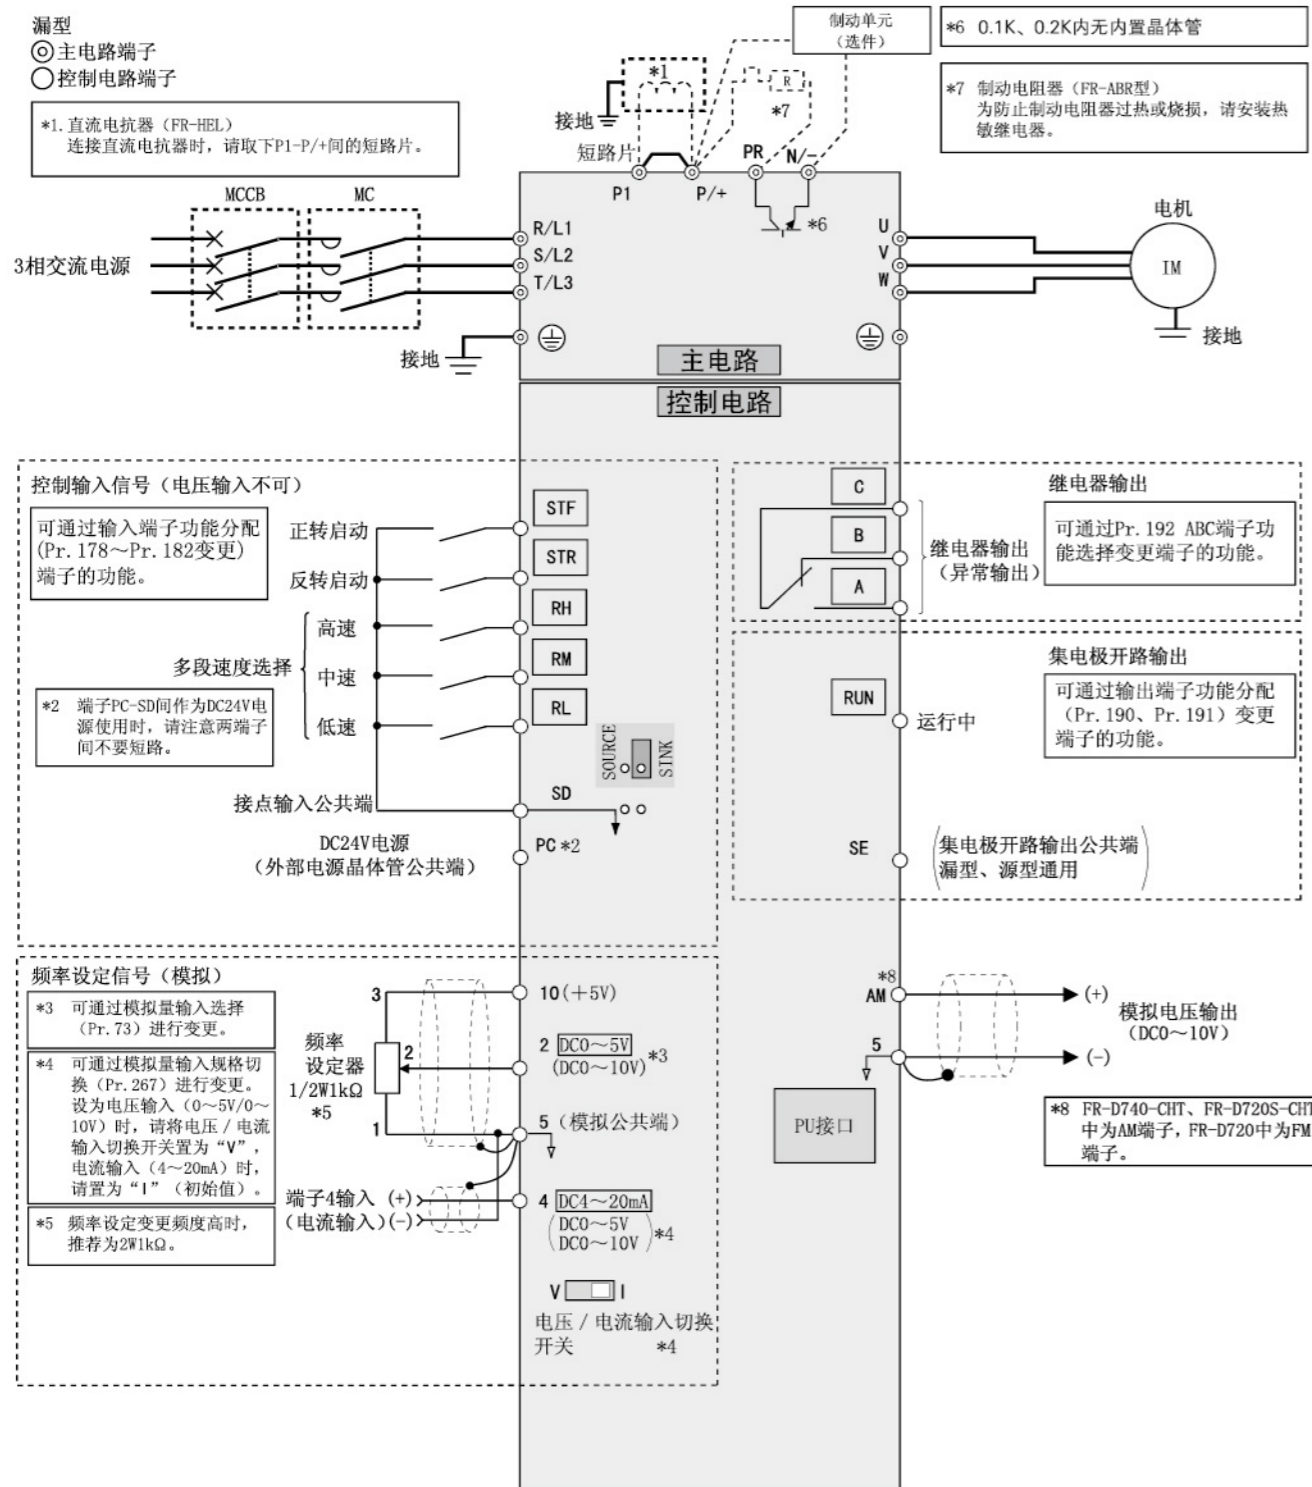 漏型
主电路端子
控制电路端子
*1.直流电抗器（FR-HEL）
连接直流电抗器时，请取下P1-P/+间的短路片。
制动单元
（选件）
*6 0.1K、0.2K内无内置晶体管
*7 制动电阻器（FR-ABR型）
为防止制动电阻器过热或烧损，请安装热
敏继电器。
*1
R
*7
接地
短路片
PR
N/-
P1
P/+
*6
MCCB
MC
3相交流电源
R/L1
S/L2
T/L3
接地
U
V
W
电机
IM
接地
主电路
控制电路
控制输入信号（电压输入不可）
可通过输入端子功能分配
(Pr.178～Pr.182变更)
端子的功能。
正转启动
反转启动
多段速度选择
高速
中速
低速
STF
STR
RH
RM
RL
*2 端子PC-SD间作为DC24V电
源使用时，请注意两端子
间不要短路。
SOURCE
SINK
接点输入公共端
SD
DC24V电源
（外部电源晶体管公共端）
PC *2
继电器输出
C
B
A
继电器输出
（异常输出）
可通过Pr.192 ABC端子功
能选择变更端子的功能。
集电极开路输出
RUN
运行中
可通过输出端子功能分配
（Pr.190、Pr.191）变更
端子的功能。
SE
集电极开路输出公共端
漏型、源型通用
频率设定信号（模拟）
*3 可通过模拟量输入选择
（Pr.73）进行变更。
*4 可通过模拟量输入规格切
换（Pr.267）进行变更。
设为电压输入（0～5V/0～
10V）时，请将电压／电流
输入切换开关置为“V”，
电流输入（4～20mA）时，
请置为“I”（初始值）。
*5 频率设定变更频度高时，
推荐为2W1kΩ。
频率
设定器
1/2W1kΩ
*5
3
2
1
10(＋5V)
2 DC0～5V
(DC0～10V) *3
5（模拟公共端）
端子4输入 (+)
（电流输入）(-)
4 DC4～20mA
DC0～5V
DC0～10V *4
V I
电压／电流输入切换
开关 *4
*8
AM
5
(+)
(-)
模拟电压输出
（DC0～10V）
PU接口
*8 FR-D740-CHT、FR-D720S-CHT
中为AM端子，FR-D720中为FM
端子。